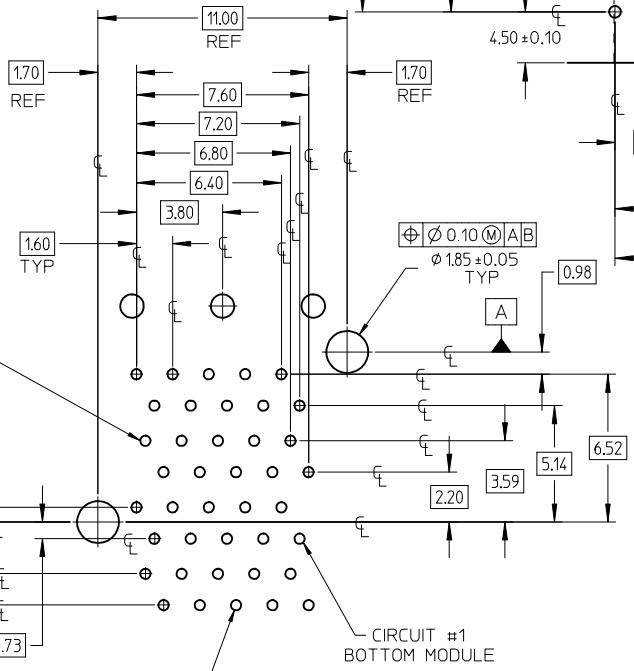 11.00
REF
4.50 ±0.10
1.70
REF
7.60
1.70
REF
7.20
6.80
6.40
3.80
1.60
TYP
⌖ Ø 0.10 Ⓜ A B
Ø 1.85 ±0.05
TYP
0.98
A
6.52
5.14
3.59
2.20
.73
CIRCUIT #1
BOTTOM MODULE